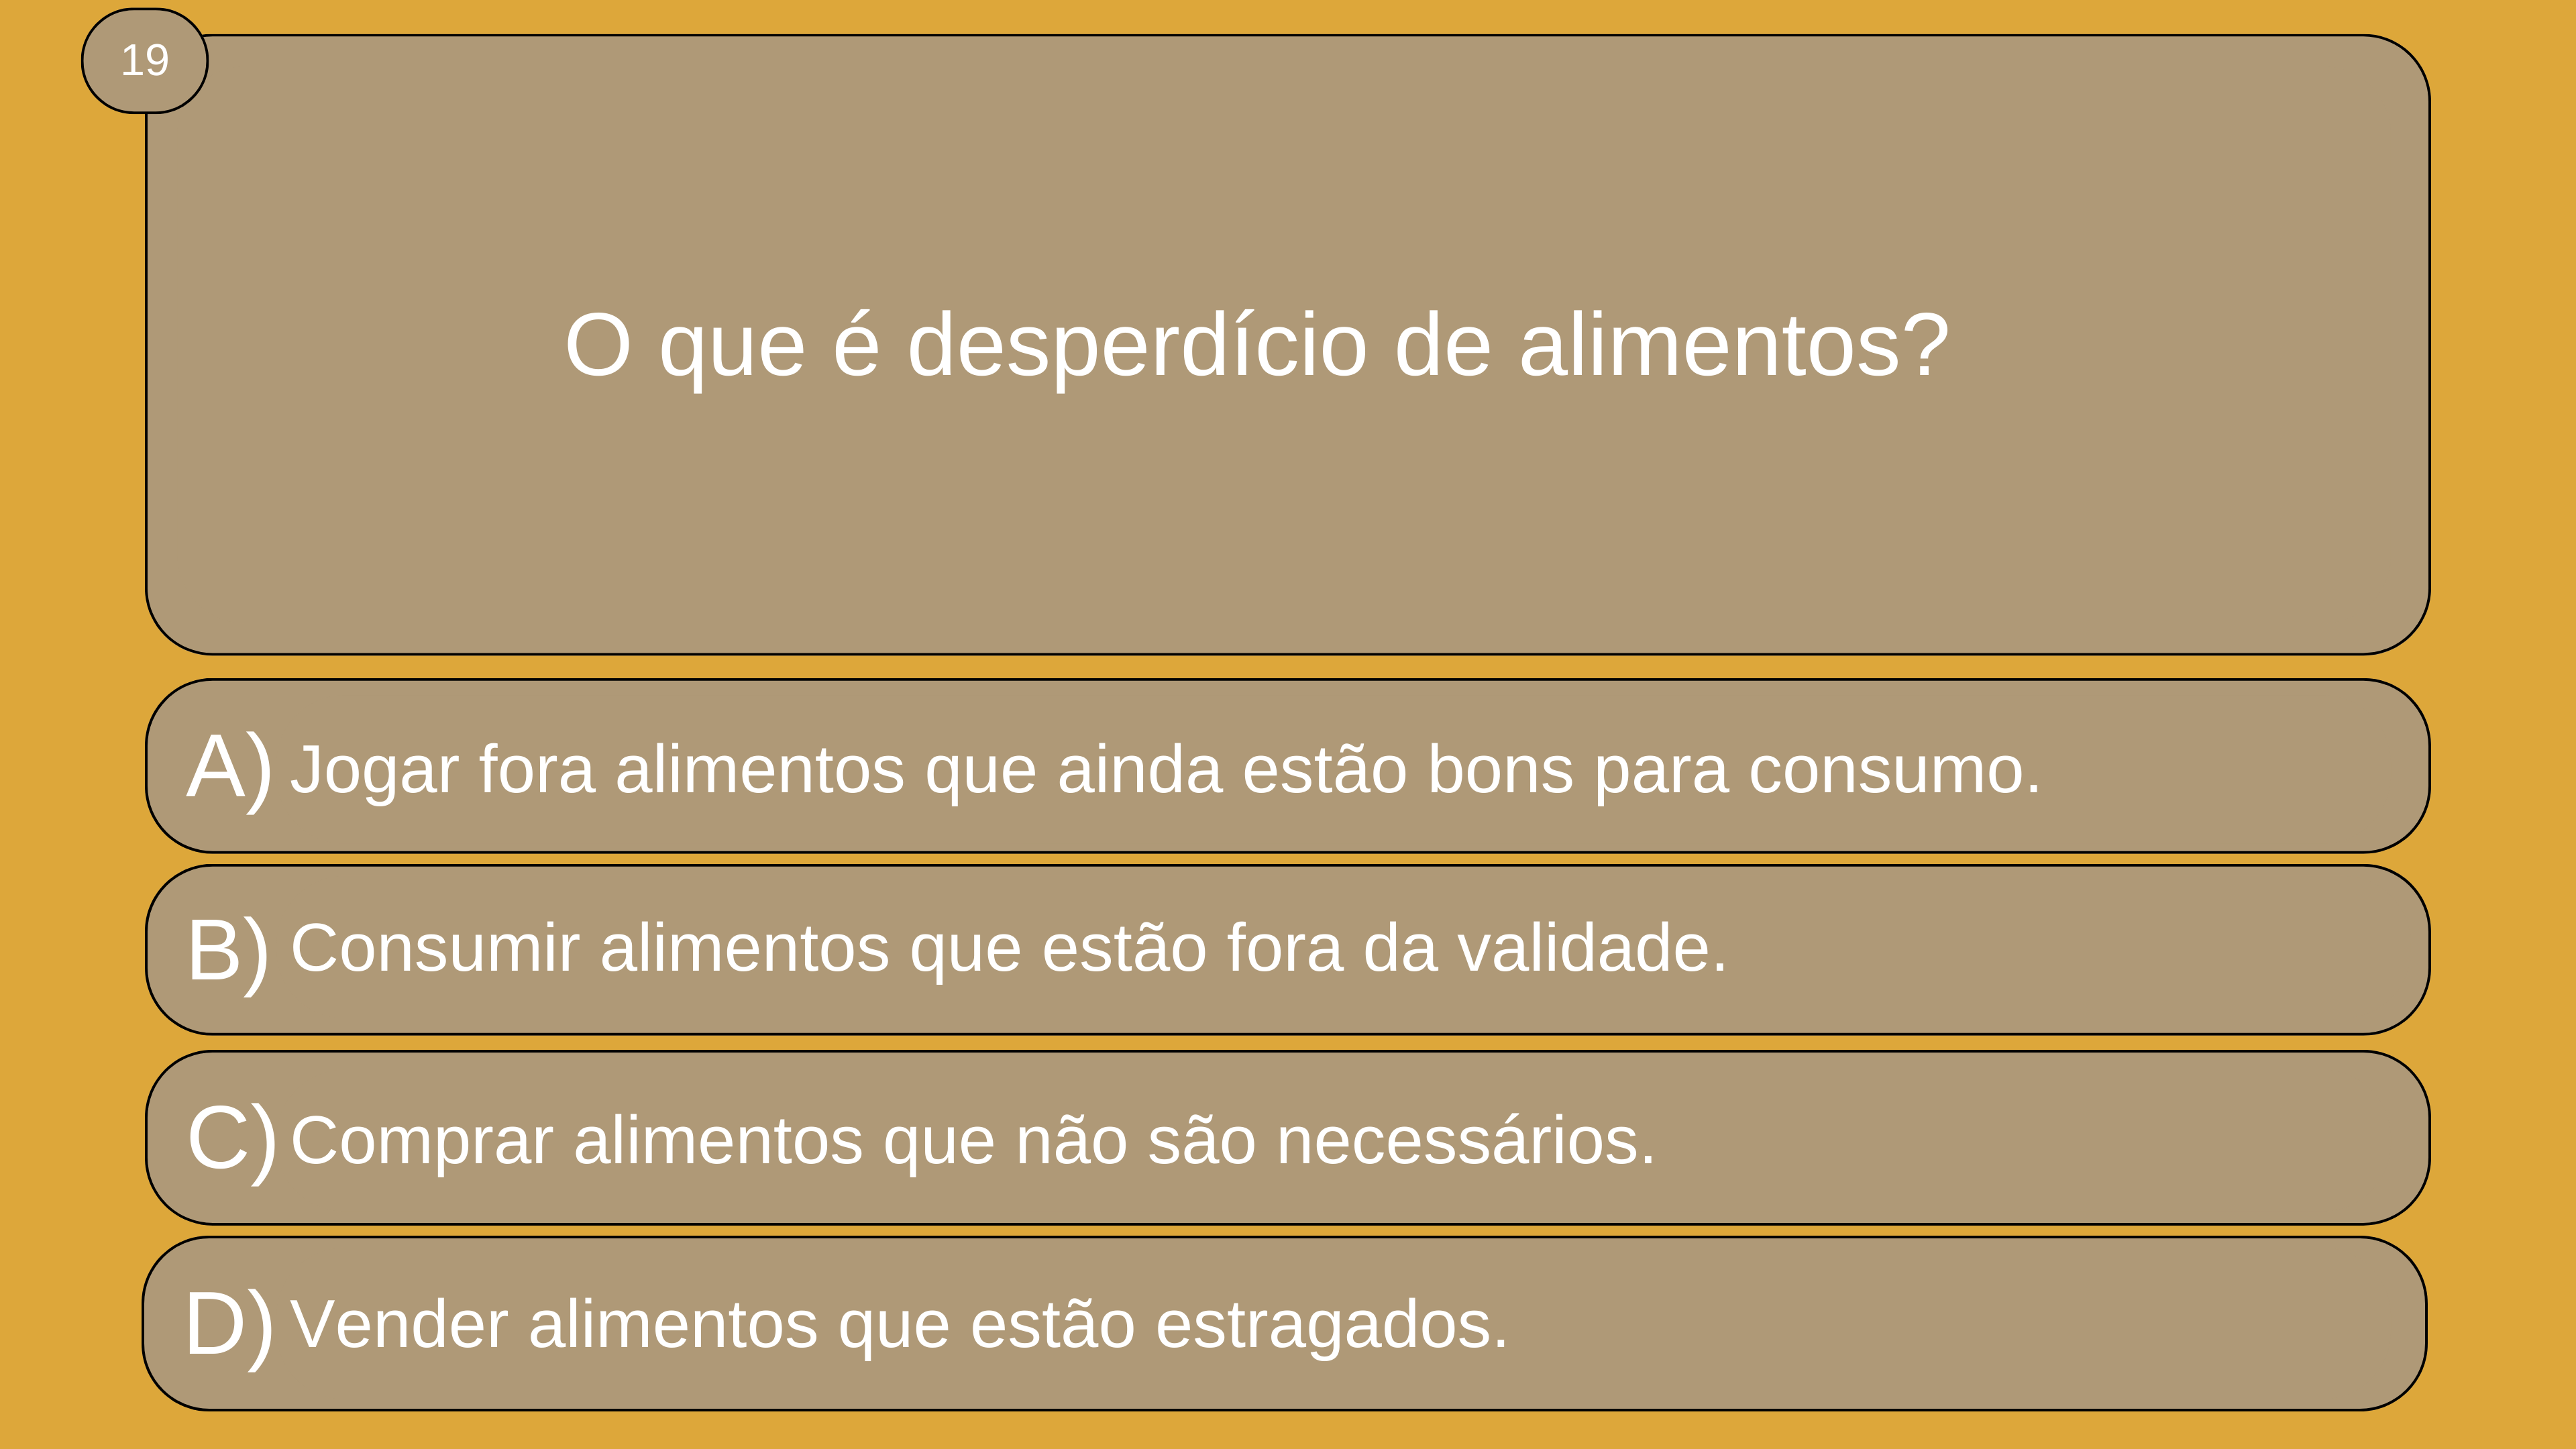 19
O que é desperdício de alimentos?
A) Jogar fora alimentos que ainda estão bons para consumo.
B) Consumir alimentos que estão fora da validade.
C) Comprar alimentos que não são necessários.
D) Vender alimentos que estão estragados.